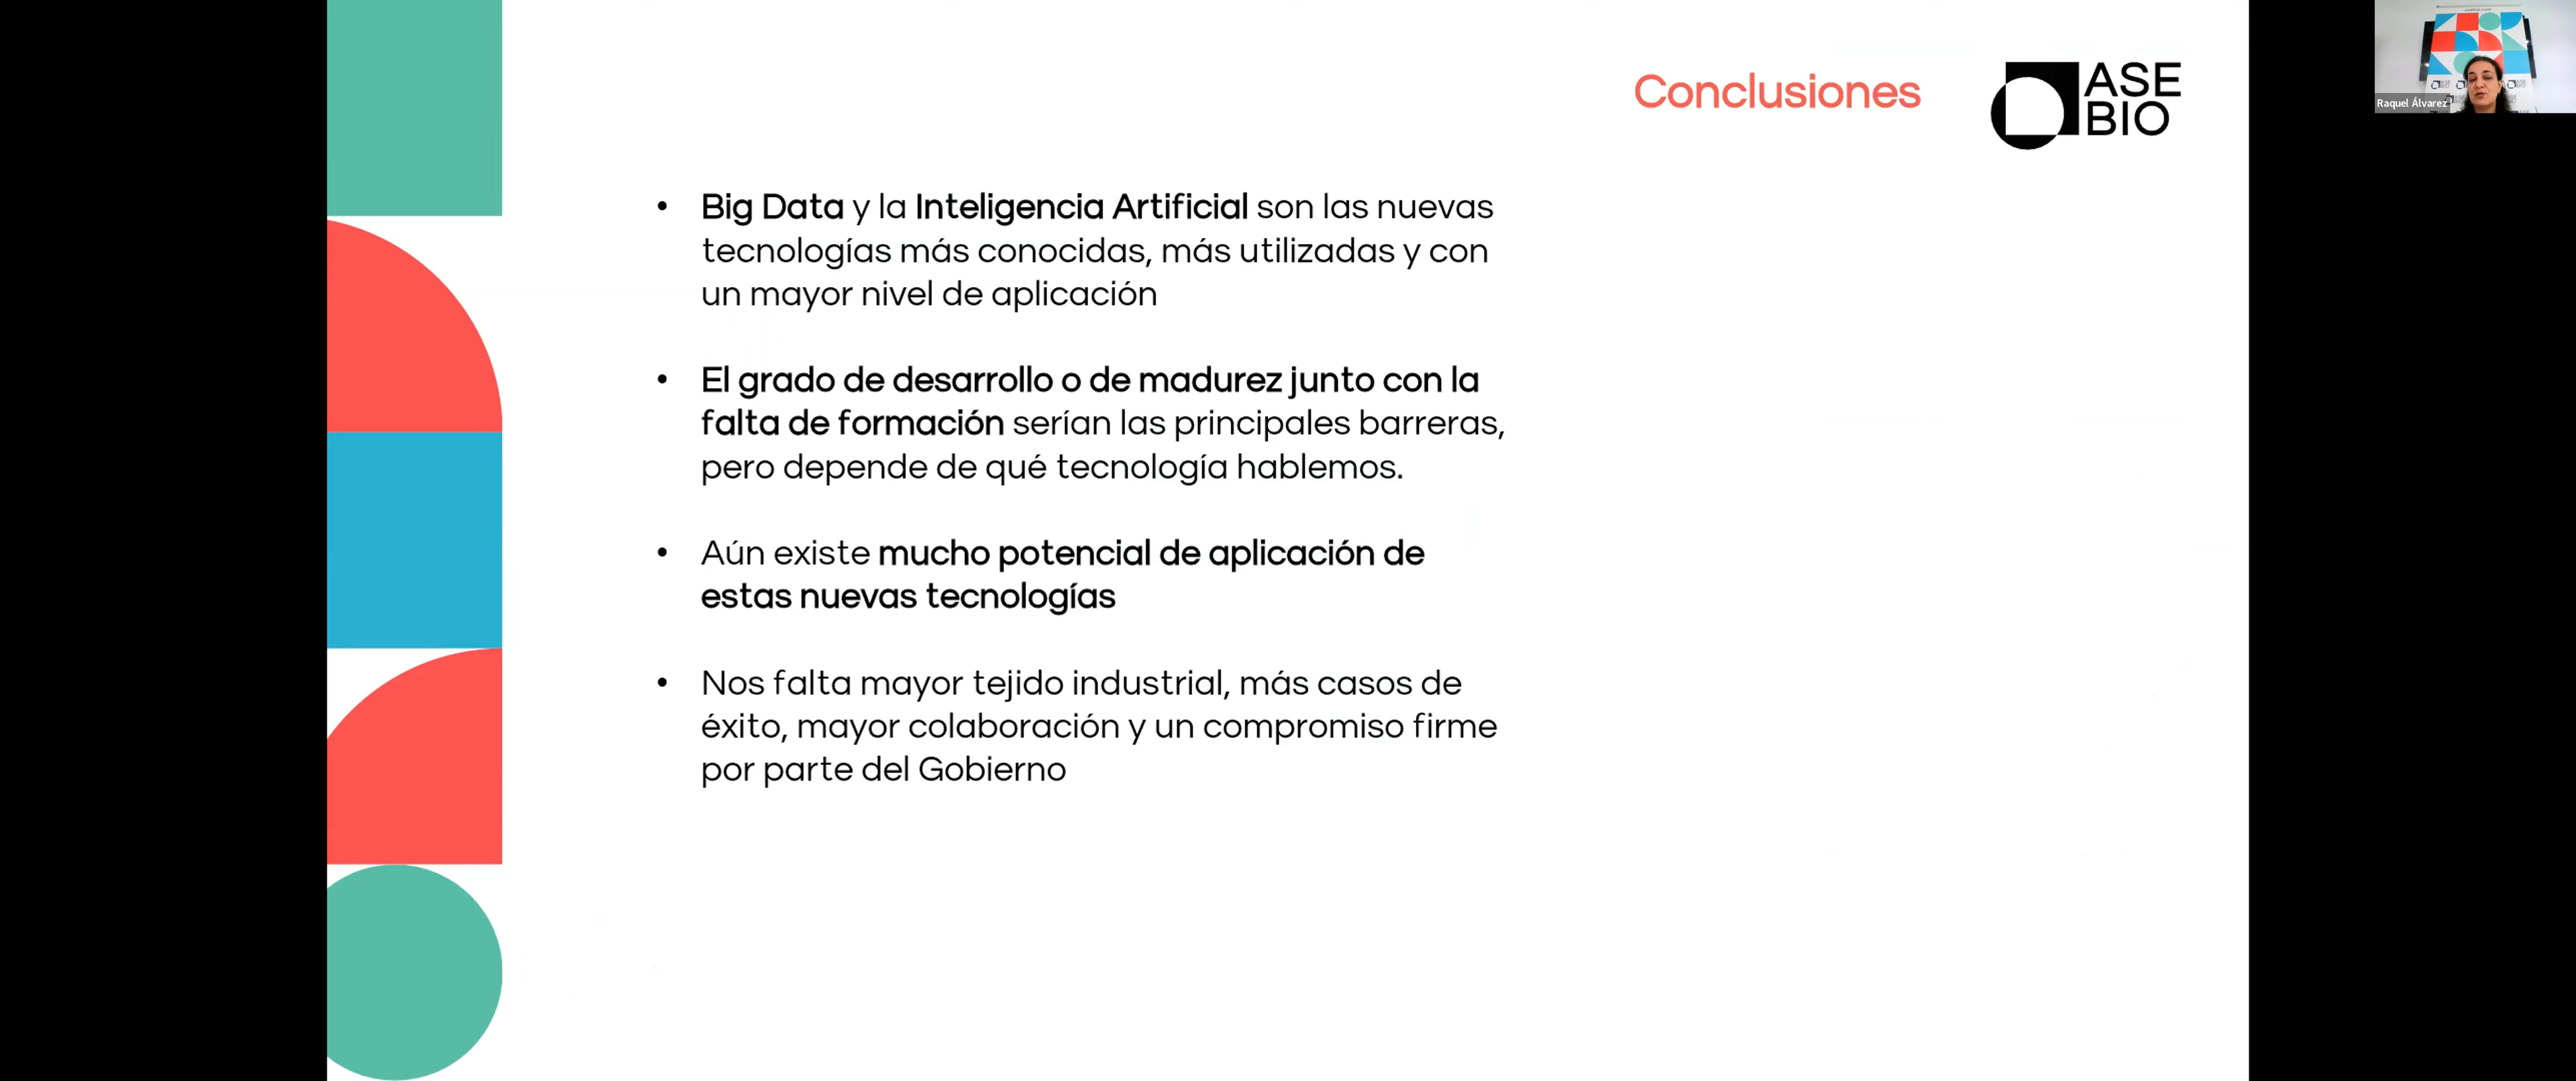 Conclusiones
ASE
BIO
• Big Data y la Inteligencia Artificial son las nuevas
tecnologías más conocidas, más utilizadas y con
un mayor nivel de aplicación
• El grado de desarrollo o de madurez junto con la
falta de formación serían las principales barreras,
pero depende de qué tecnología hablemos.
• Aún existe mucho potencial de aplicación de
estas nuevas tecnologías
• Nos falta mayor tejido industrial, más casos de
éxito, mayor colaboración y un compromiso firme
por parte del Gobierno
Raquel Álvarez